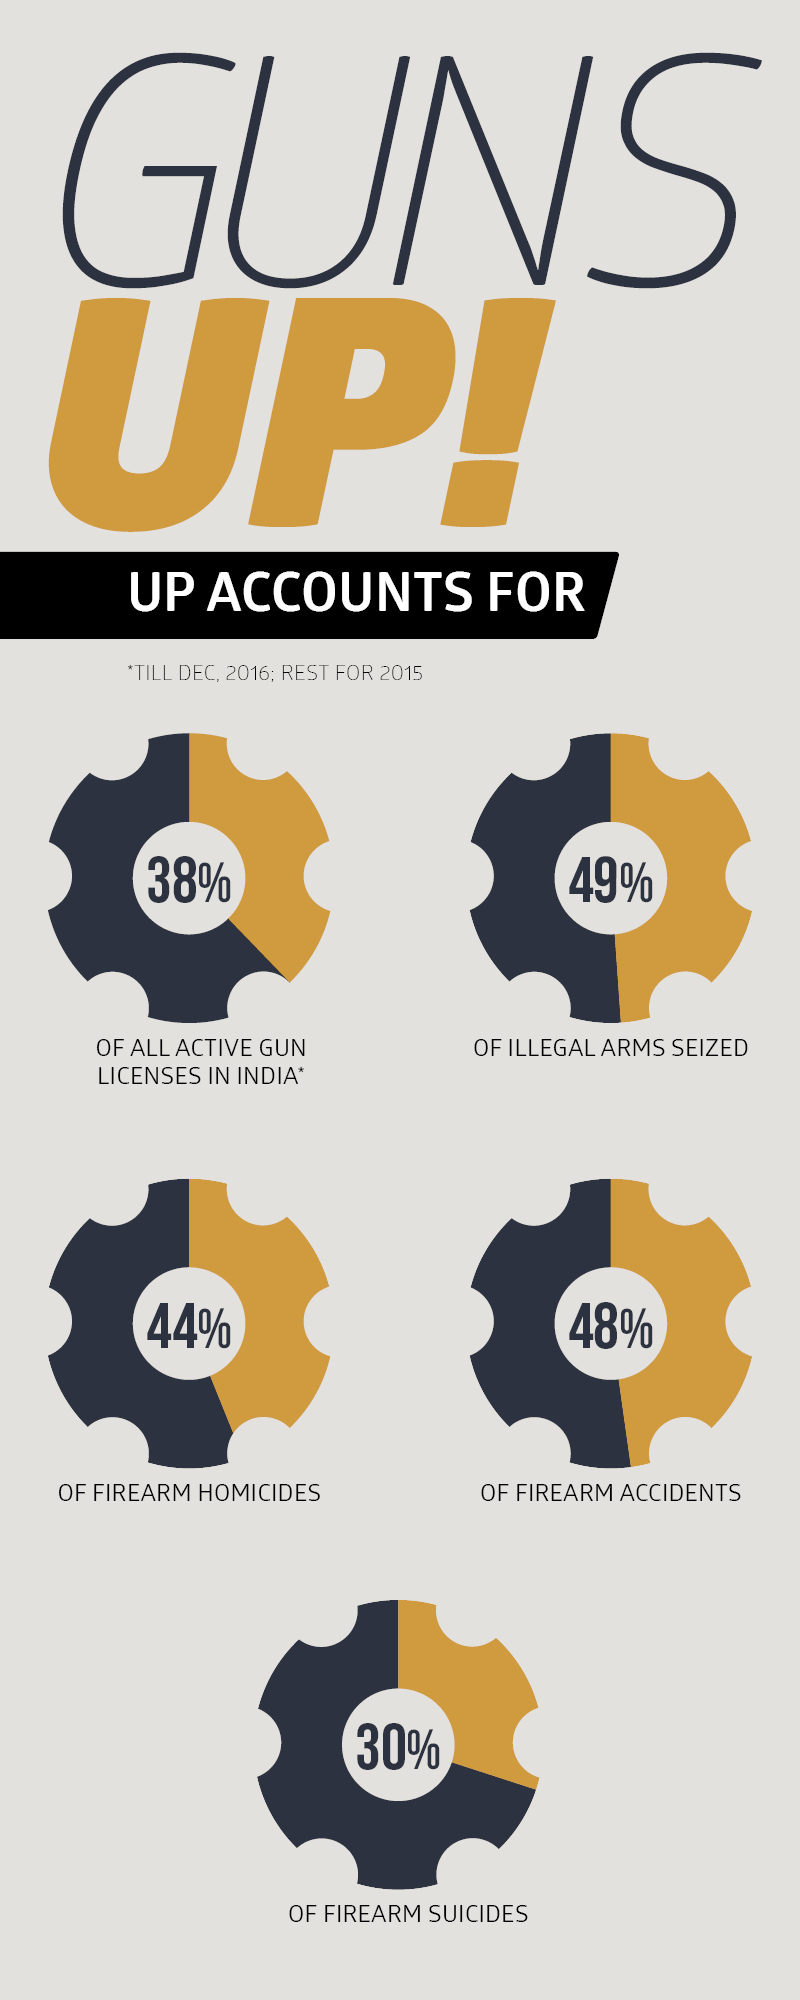 GUNS
UP!
UP ACCOUNTS FOR
*TILL DEC, 2016; REST FOR 2015
38%
OF ALL ACTIVE GUN
LICENSES IN INDIA*
49%
OF ILLEGAL ARMS SEIZED
44%
OF FIREARM HOMICIDES
48%
OF FIREARM ACCIDENTS
30%
OF FIREARM SUICIDES